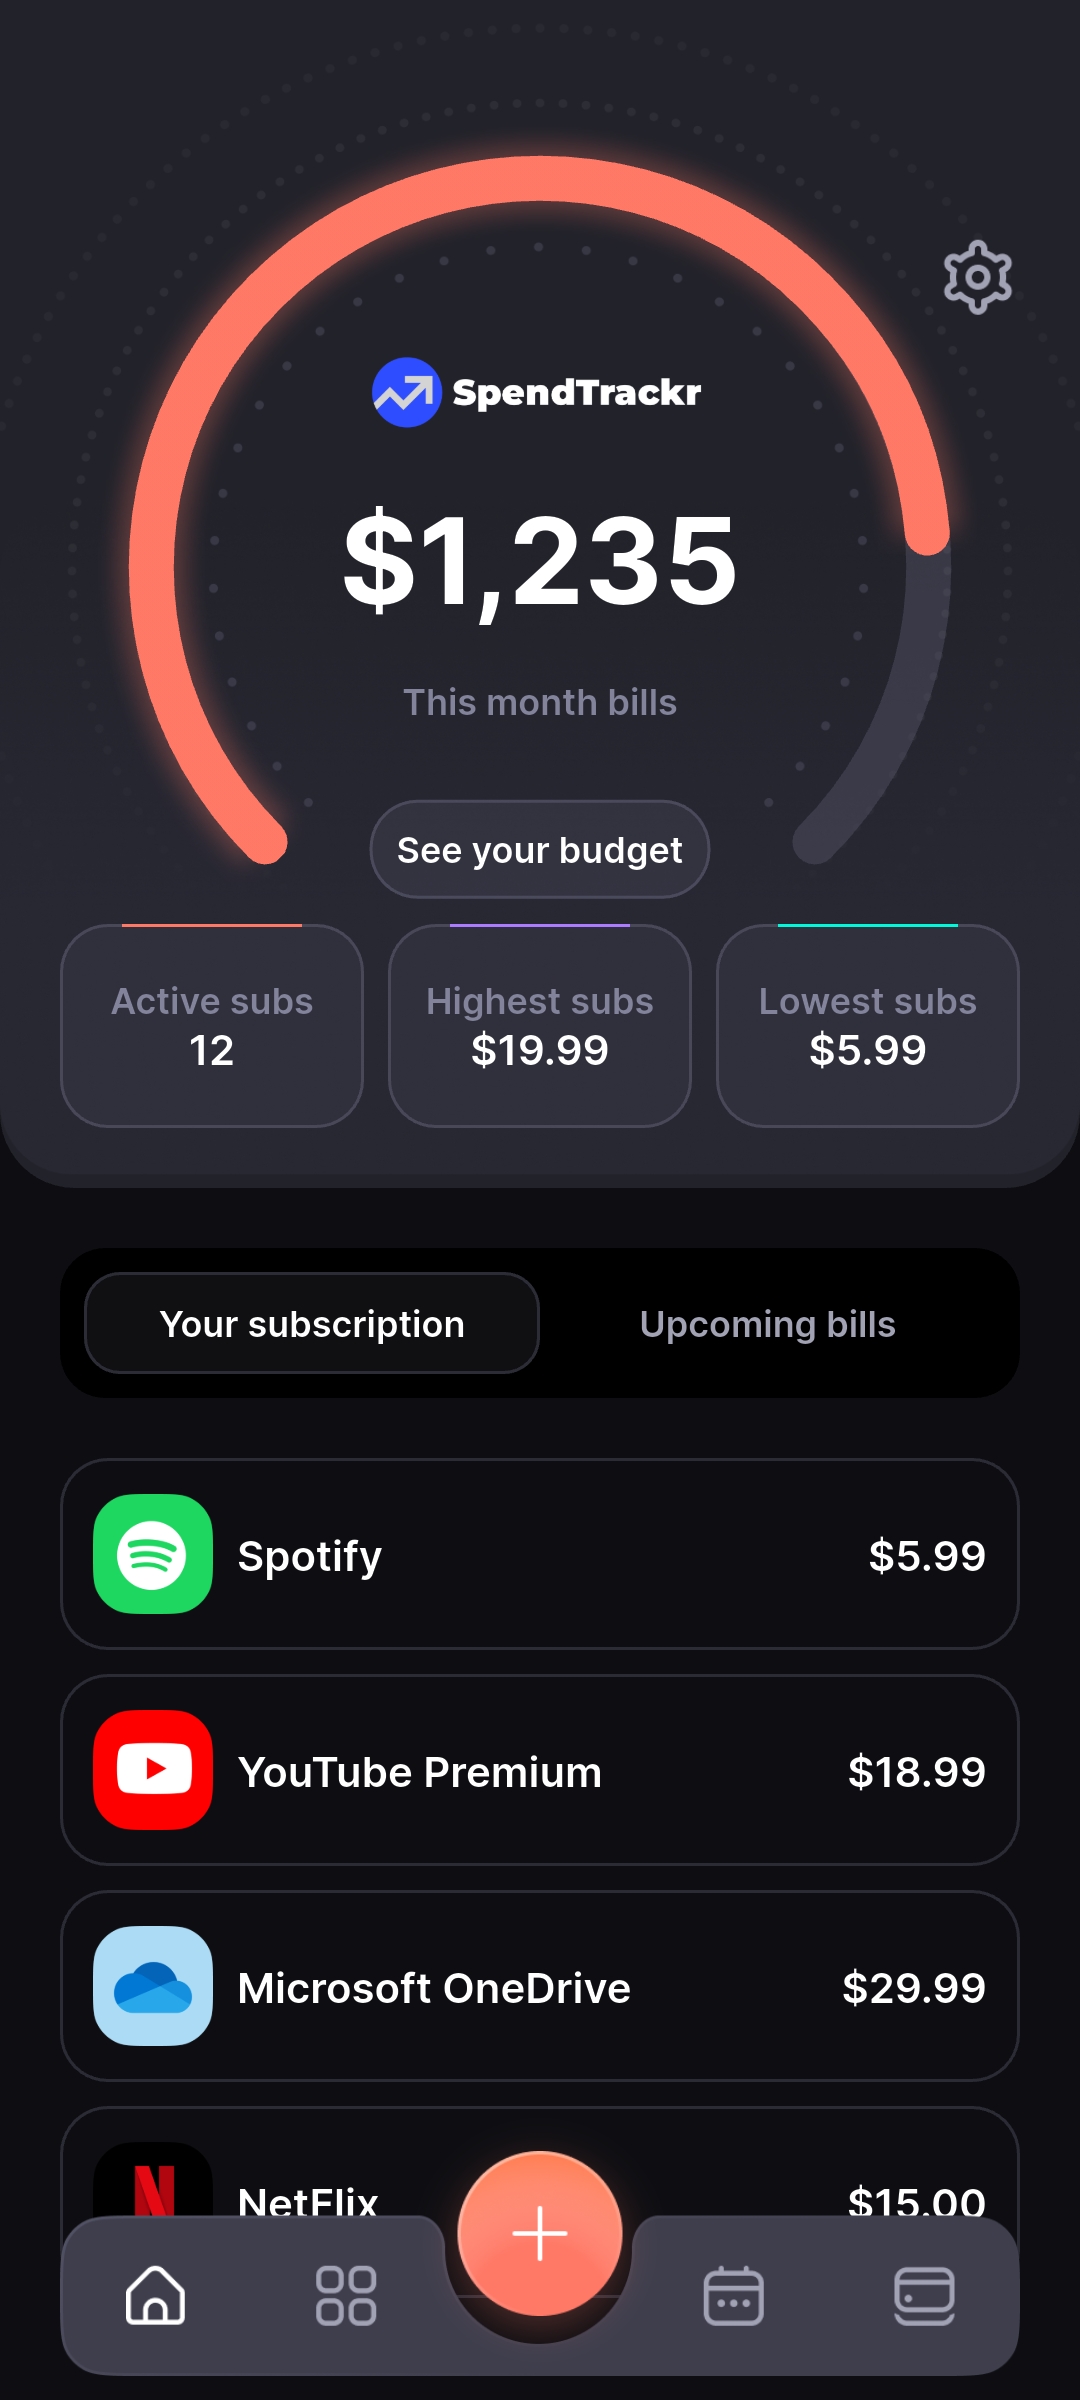 SpendTrackr
$1,235
This month bills
See your budget
Active subs
12
Highest subs
$19.99
Lowest subs
$5.99
Your subscription
Upcoming bills
Spotify
$5.99
YouTube Premium
$18.99
Microsoft OneDrive
$29.99
NetFlix
$15.00